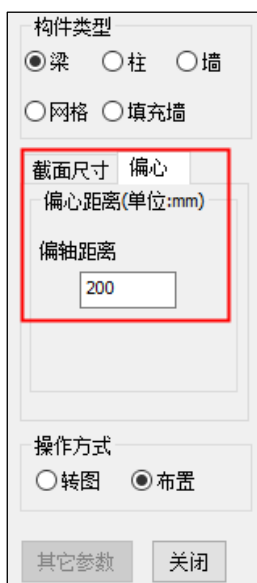 构件类型
梁 柱 墙
网格 填充墙
截面尺寸 偏心
偏心距离(单位:mm)
偏轴距离
200
操作方式
转图 布置
其它参数 关闭